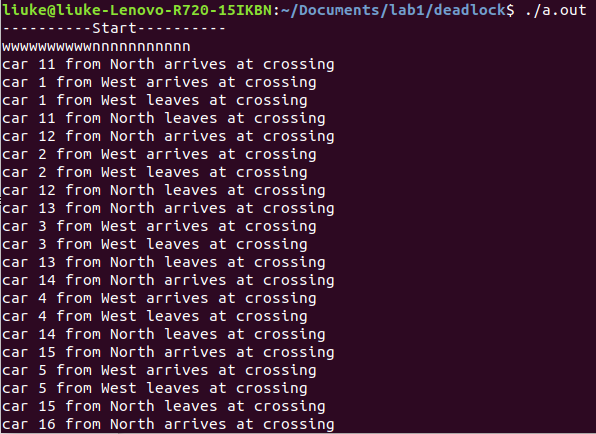 liuke@liuke-Lenovo-R720-15IKBN:~/Documents/lab1/deadlock$ ./a.out
----------Start----------
wwwwwwwwwwnnnnnnnnnnn
car 11 from North arrives at crossing
car 1 from West arrives at crossing
car 1 from West leaves at crossing
car 11 from North leaves at crossing
car 12 from North arrives at crossing
car 2 from West arrives at crossing
car 2 from West leaves at crossing
car 12 from North leaves at crossing
car 13 from North arrives at crossing
car 3 from West arrives at crossing
car 3 from West leaves at crossing
car 13 from North leaves at crossing
car 14 from North arrives at crossing
car 4 from West arrives at crossing
car 4 from West leaves at crossing
car 14 from North leaves at crossing
car 15 from North arrives at crossing
car 5 from West arrives at crossing
car 5 from West leaves at crossing
car 15 from North leaves at crossing
car 16 from North arrives at crossing